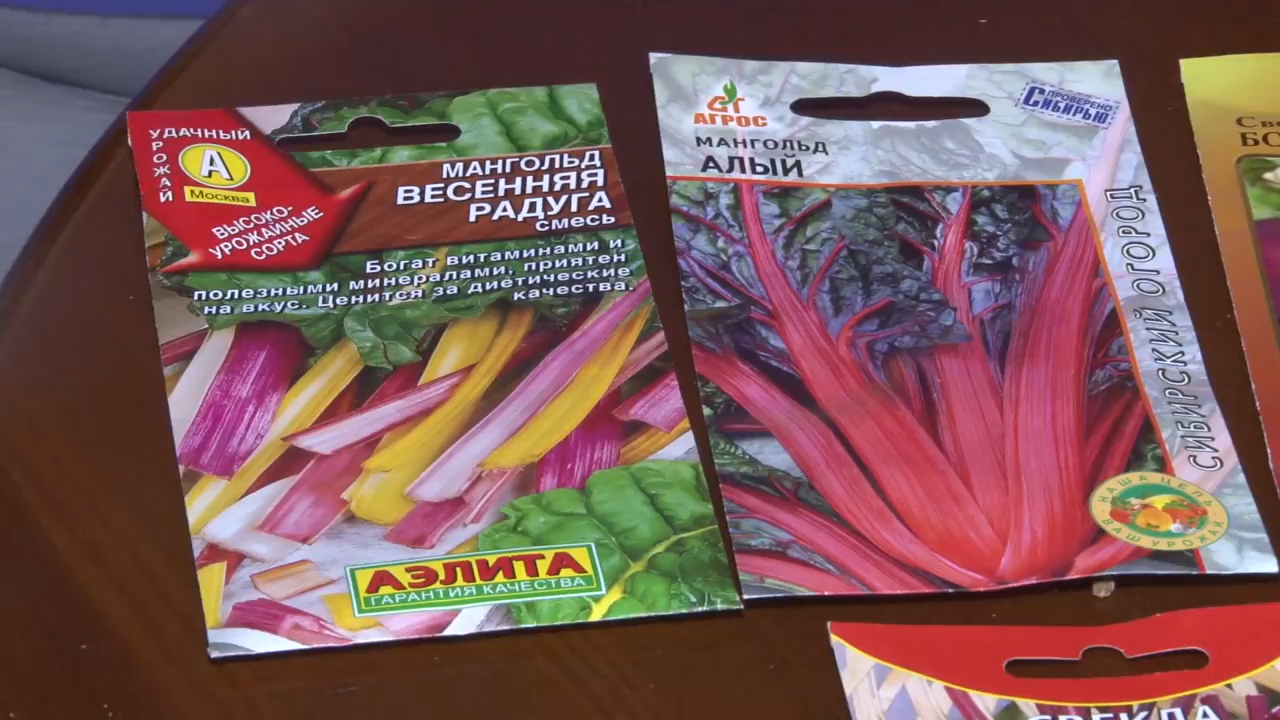 УДАЧНЫЙ
УРОЖАЙ
А
Москва
ВЫСОКО-
УРОЖАЙНЫЕ
СОРТА
МАНГОЛЬД
ВЕСЕННЯЯ
РАДУГА
смесь
Богат витаминами и
полезными минералами, приятен
на вкус. Ценится за диетические
качества.
АЭЛИТА
ГАРАНТИЯ КАЧЕСТВА
АГРОС
МАНГОЛЬД
АЛЫЙ
ПРОВЕРЕНО
СИБИРЬЮ
СИБИРСКИЙ ОГОРОД
НАША ЦЕЛЬ
ВАШ УРОЖАЙ
СВЕКЛА